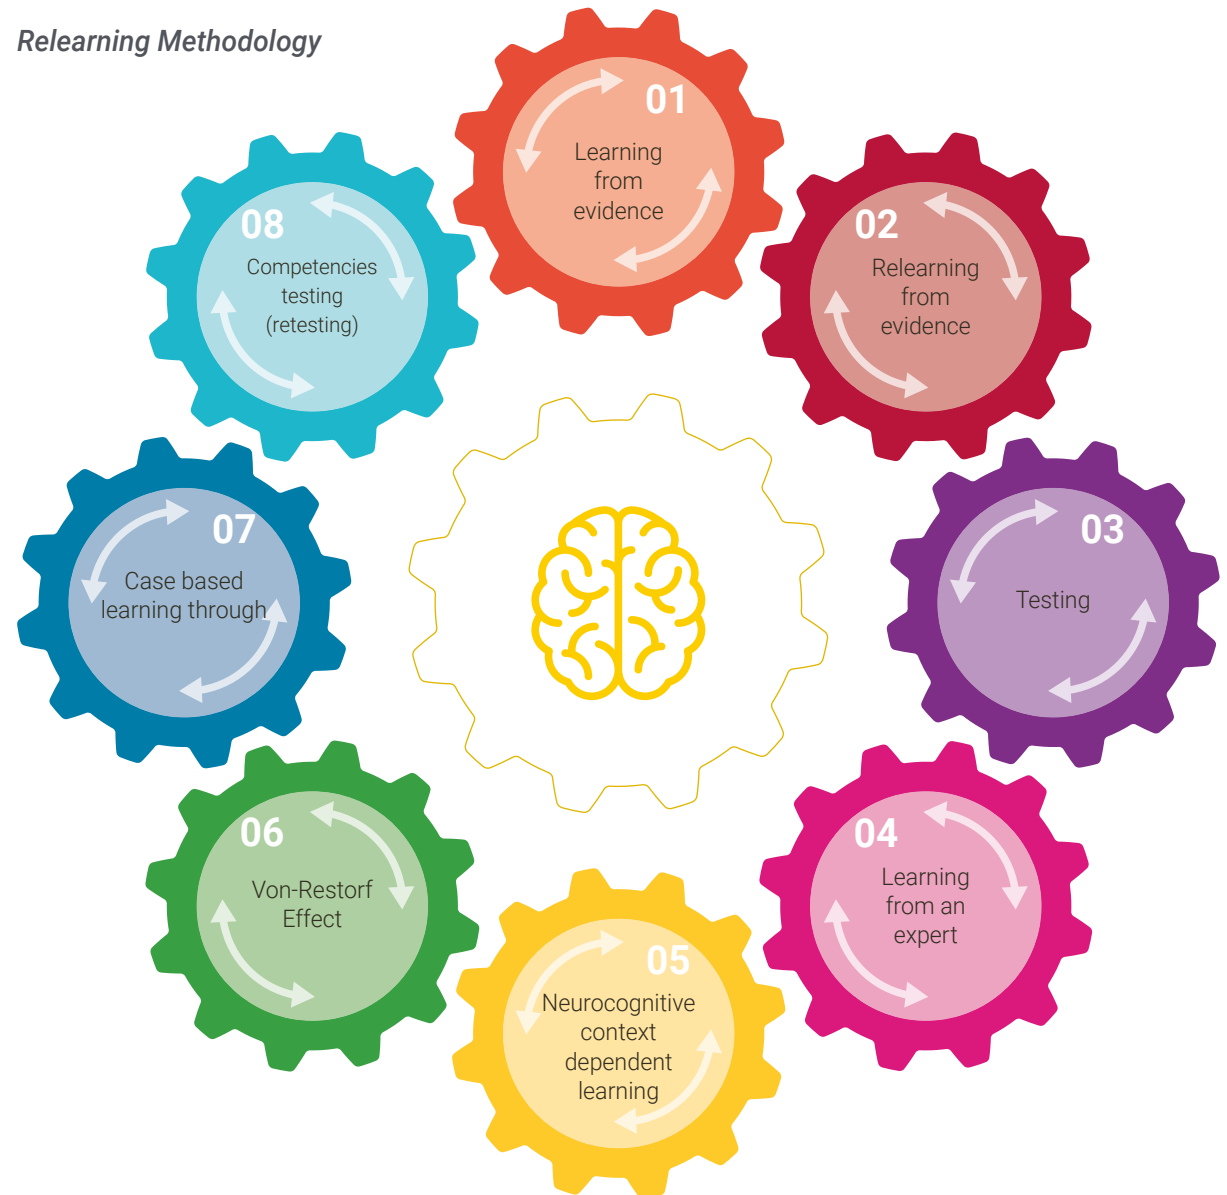 Relearning Methodology
01
Learning
from
evidence
02
Relearning
from
evidence
03
Testing
04
Learning
from an
expert
05
Neurocognitive
context
dependent
learning
06
Von-Restorf
Effect
07
Case based
learning through
08
Competencies
testing
(retesting)